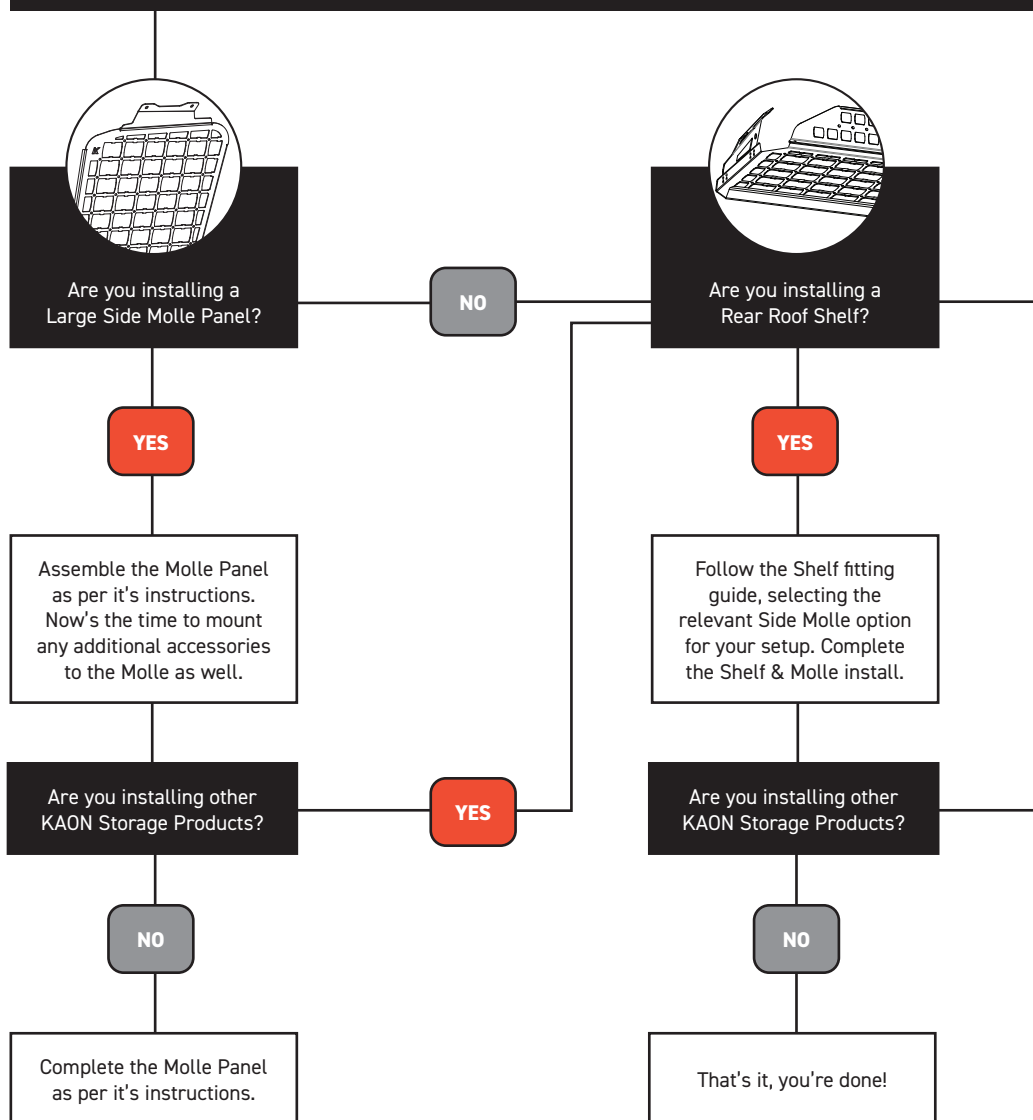 Are you installing a
Large Side Molle Panel?
NO
Are you installing a
Rear Roof Shelf?
YES
YES
Assemble the Molle Panel
as per it's instructions.
Now's the time to mount
any additional accessories
to the Molle as well.
Follow the Shelf fitting
guide, selecting the
relevant Side Molle option
for your setup. Complete
the Shelf & Molle install.
Are you installing other
KAON Storage Products?
YES
Are you installing other
KAON Storage Products?
NO
NO
Complete the Molle Panel
as per it's instructions.
That's it, you're done!